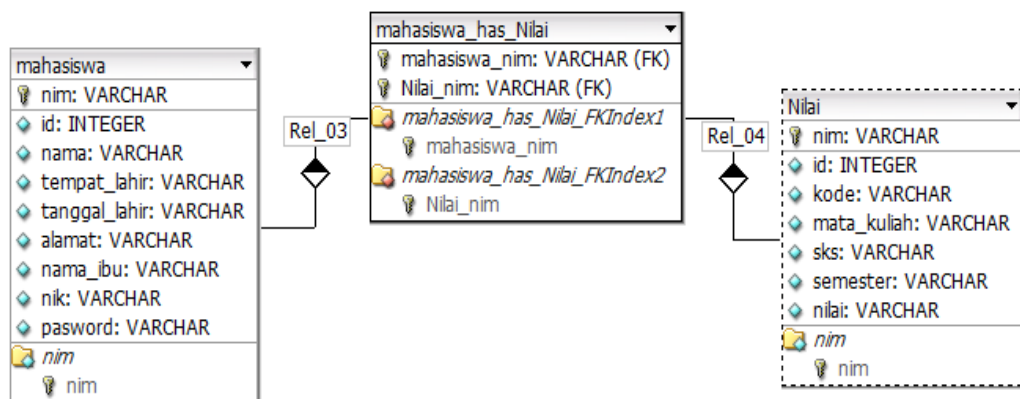 mahasiswa
nim: VARCHAR
id: INTEGER
nama: VARCHAR
tempat_lahir: VARCHAR
tanggal_lahir: VARCHAR
alamat: VARCHAR
nama_ibu: VARCHAR
nik: VARCHAR
pasword: VARCHAR
nim
nim
Rel_03
mahasiswa_has_Nilai
mahasiswa_nim: VARCHAR (FK)
Nilai_nim: VARCHAR (FK)
mahasiswa_has_Nilai_FKIndex1
mahasiswa_nim
mahasiswa_has_Nilai_FKIndex2
Nilai_nim
Rel_04
Nilai
nim: VARCHAR
id: INTEGER
kode: VARCHAR
mata_kuliah: VARCHAR
sks: VARCHAR
semester: VARCHAR
nilai: VARCHAR
nim
nim